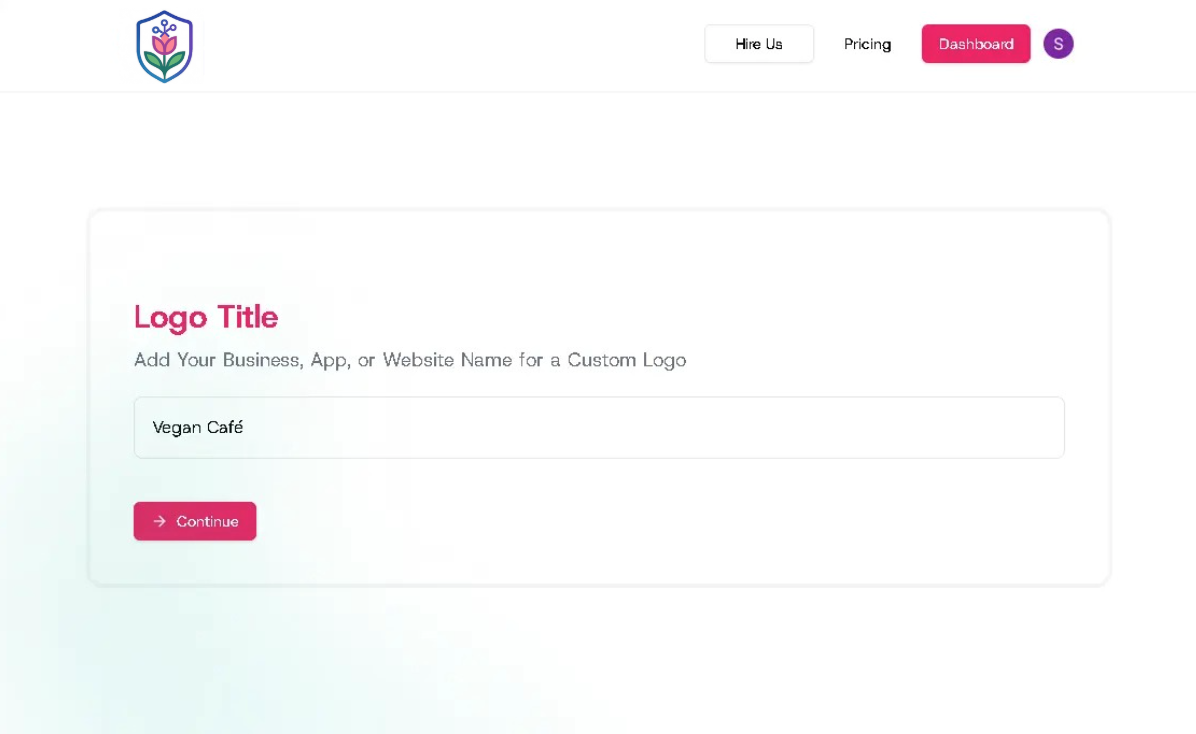 Hire Us
Pricing
Dashboard
S
Logo Title
Add Your Business, App, or Website Name for a Custom Logo
Vegan Café
Continue